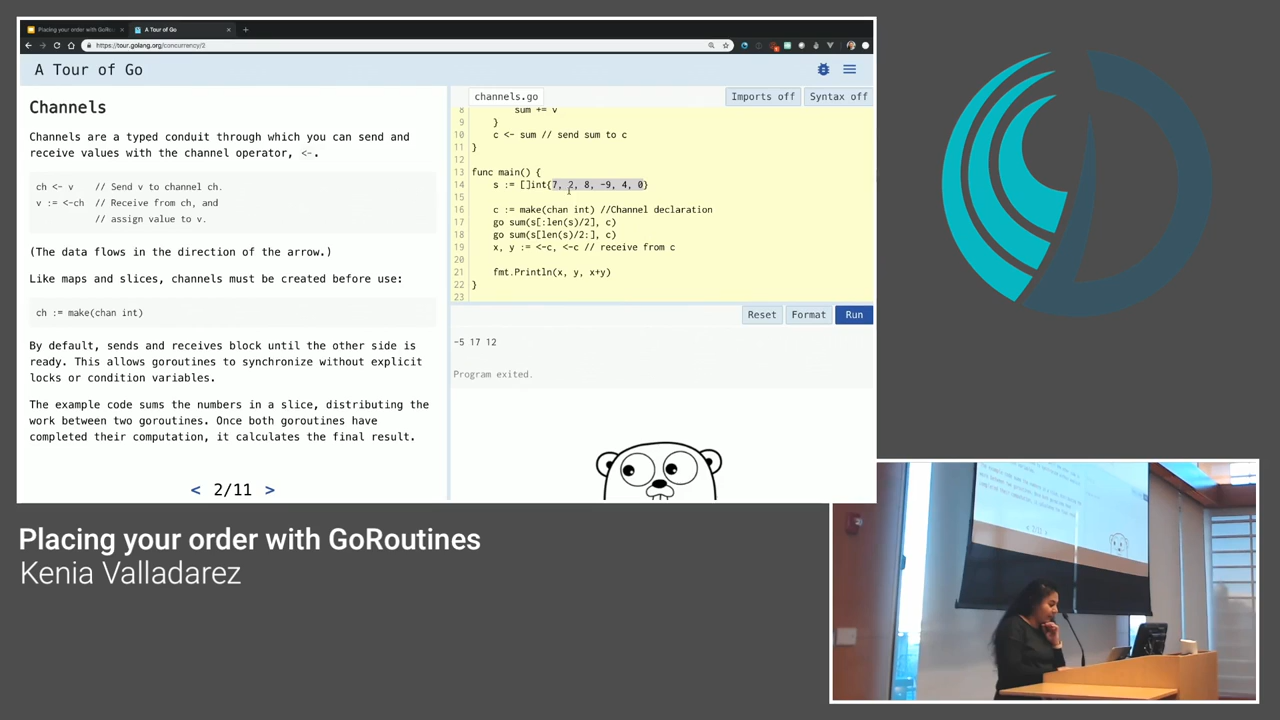 Placing your order with GoRo
A Tour of Go
https://tour.golang.org/concurrency/2
A Tour of Go
Channels
Channels are a typed conduit through which you can send and
receive values with the channel operator, <-.
ch <- v // Send v to channel ch.
v := <-ch // Receive from ch, and
// assign value to v.
(The data flows in the direction of the arrow.)
Like maps and slices, channels must be created before use:
ch := make(chan int)
By default, sends and receives block until the other side is
ready. This allows goroutines to synchronize without explicit
locks or condition variables.
The example code sums the numbers in a slice, distributing the
work between two goroutines. Once both goroutines have
completed their computation, it calculates the final result.
< 2/11 >
channels.go
Imports off
Syntax off
8 sum += v
9 }
10 c <- sum // send sum to c
11 }
12
13 func main() {
14 s := []int{7, 2, 8, -9, 4, 0}
15
16 c := make(chan int) //Channel declaration
17 go sum(s[:len(s)/2], c)
18 go sum(s[len(s)/2:], c)
19 x, y := <-c, <-c // receive from c
20
21 fmt.Println(x, y, x+y)
22 }
23
Reset
Format
Run
-5 17 12
Program exited.
Placing your order with GoRoutines
Kenia Valladarez